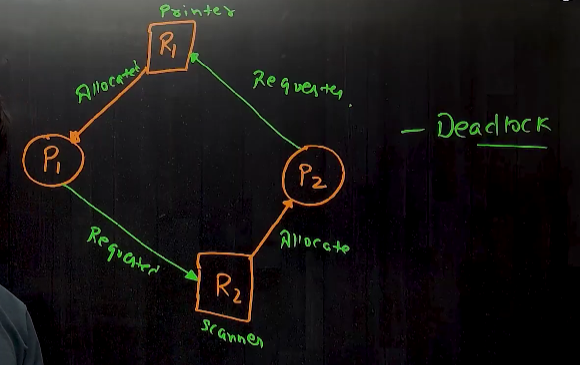 Printer
R1
Allocated
Requested.
- Deadlock
P1
P2
Requested
Allocate
R2
Scanner